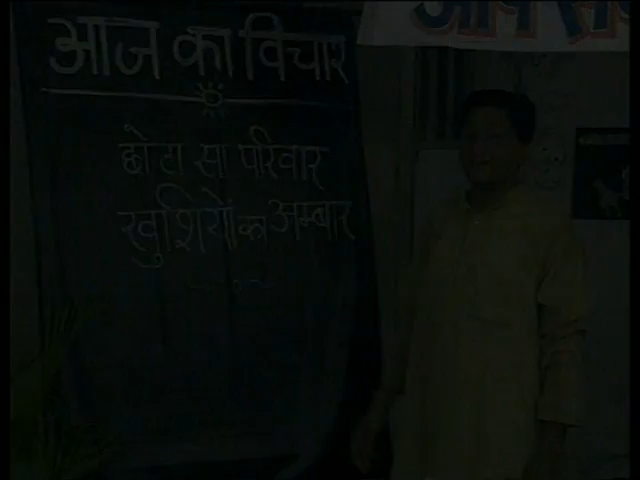 आज का विचार
छोटा सा परिवार
खुशियों का अम्बार